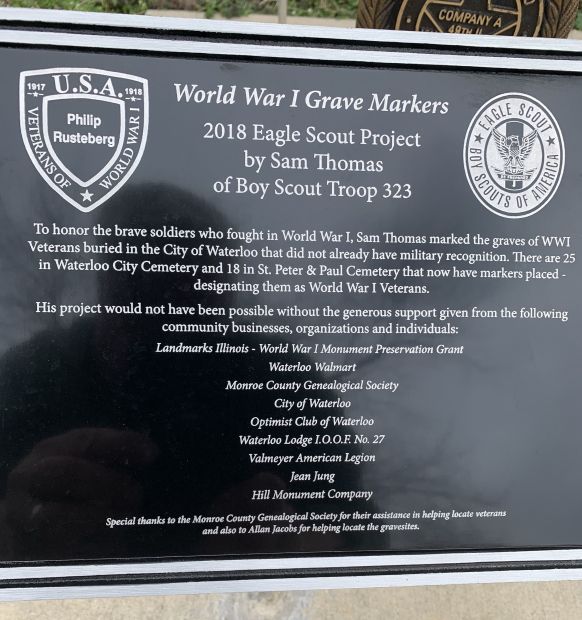 COMPANY A
49TH IL
U.S.A.
1917 1918
Philip
Rusteberg
VETERANS OF WORLD WAR I
World War I Grave Markers
2018 Eagle Scout Project
by Sam Thomas
of Boy Scout Troop 323
EAGLE SCOUT
BOY SCOUTS OF AMERICA
To honor the brave soldiers who fought in World War I, Sam Thomas marked the graves of WWI
Veterans buried in the City of Waterloo that did not already have military recognition. There are 25
in Waterloo City Cemetery and 18 in St. Peter & Paul Cemetery that now have markers placed -
designating them as World War I Veterans.
His project would not have been possible without the generous support given from the following
community businesses, organizations and individuals:
Landmarks Illinois - World War I Monument Preservation Grant
Waterloo Walmart
Monroe County Genealogical Society
City of Waterloo
Optimist Club of Waterloo
Waterloo Lodge I.O.O.F. No. 27
Valmeyer American Legion
Jean Jung
Hill Monument Company
Special thanks to the Monroe County Genealogical Society for their assistance in helping locate veterans
and also to Allan Jacobs for helping locate the gravesites.